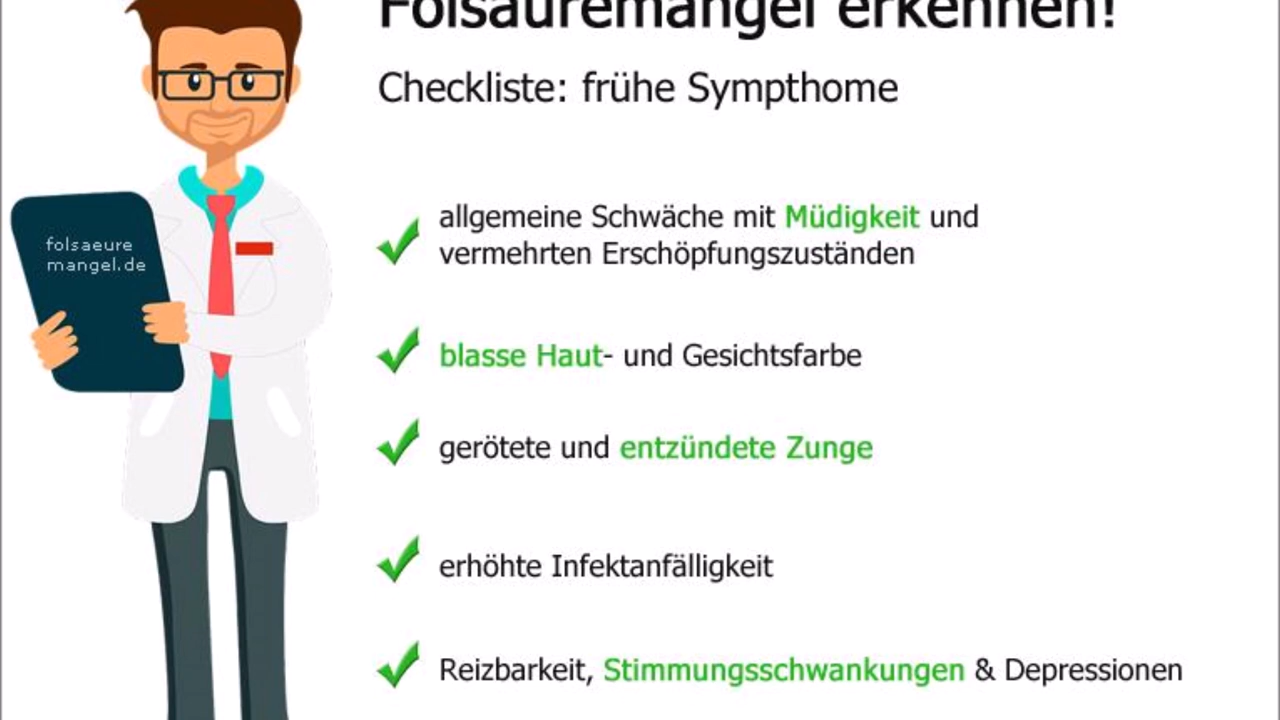 Folsäuremangel erkennen!
Checkliste: frühe Sympthome
folsaeure
mangel.de
allgemeine Schwäche mit Müdigkeit und
vermehrten Erschöpfungszuständen
blasse Haut- und Gesichtsfarbe
gerötete und entzündete Zunge
erhöhte Infektanfälligkeit
Reizbarkeit, Stimmungsschwankungen & Depressionen